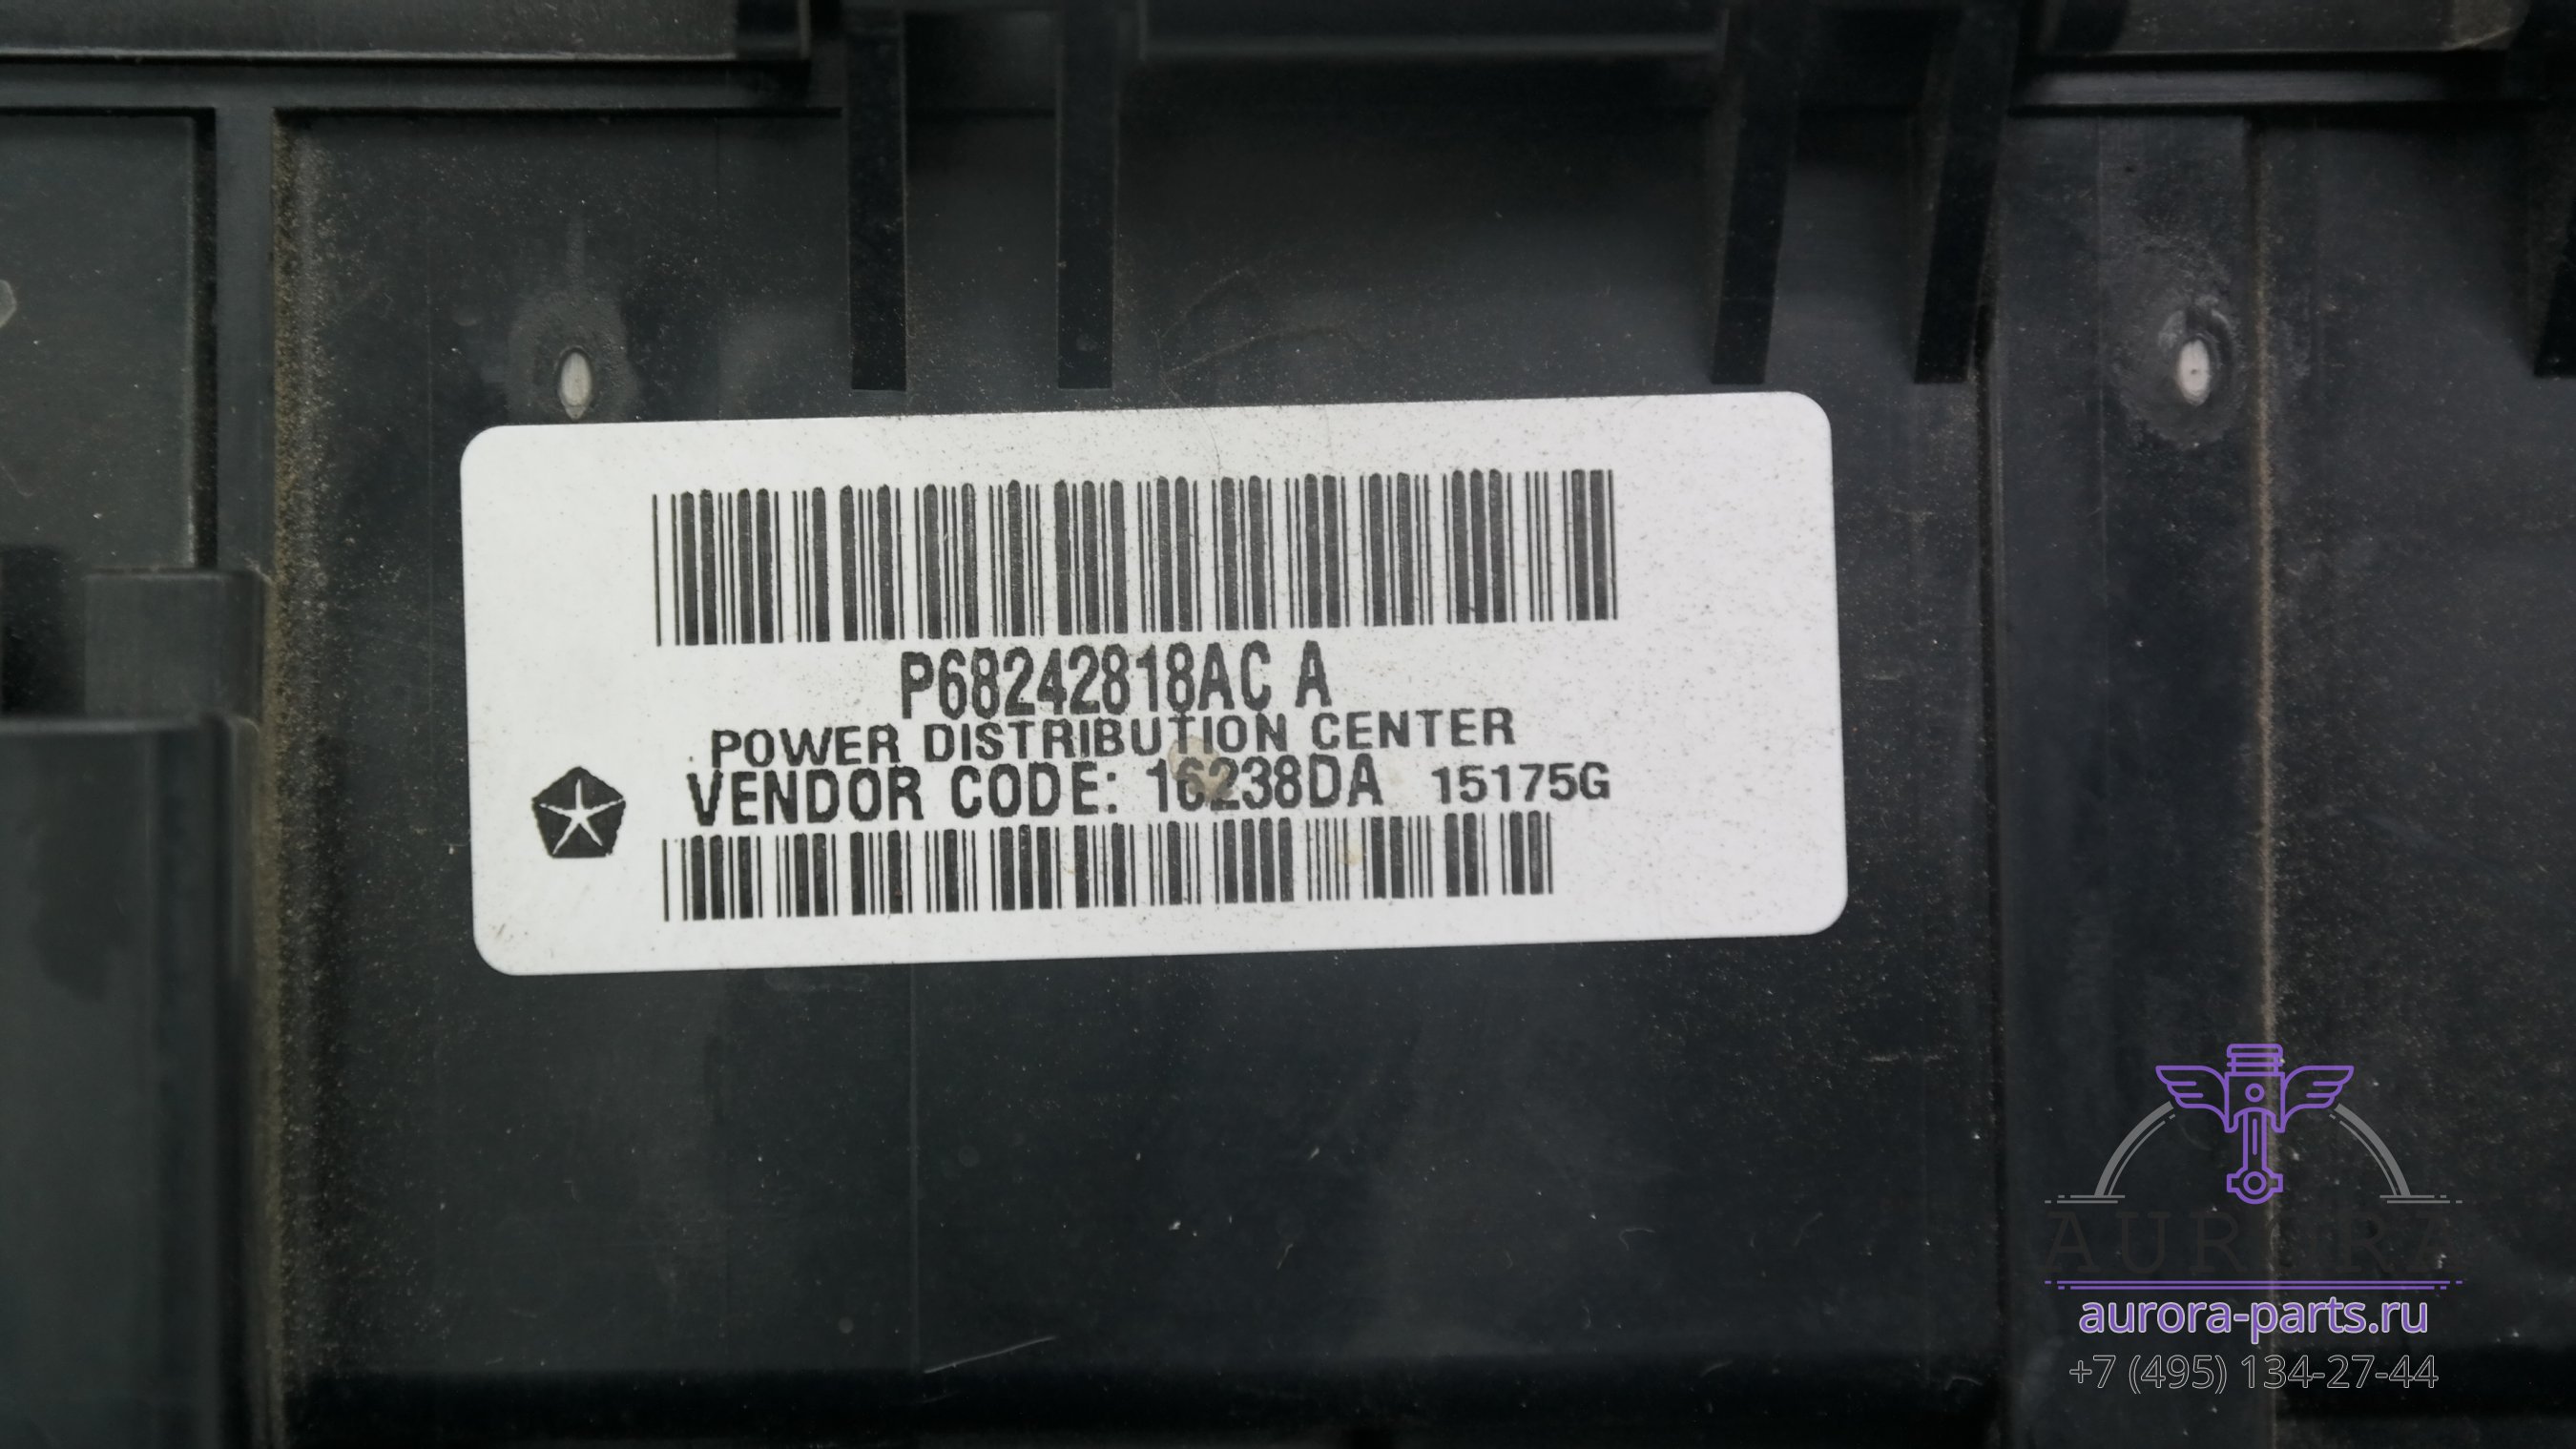 P68242818AC A
POWER DISTRIBUTION CENTER
VENDOR CODE: 16238DA 15175G
AURORA
aurora-parts.ru
+7 (495) 134-27-44